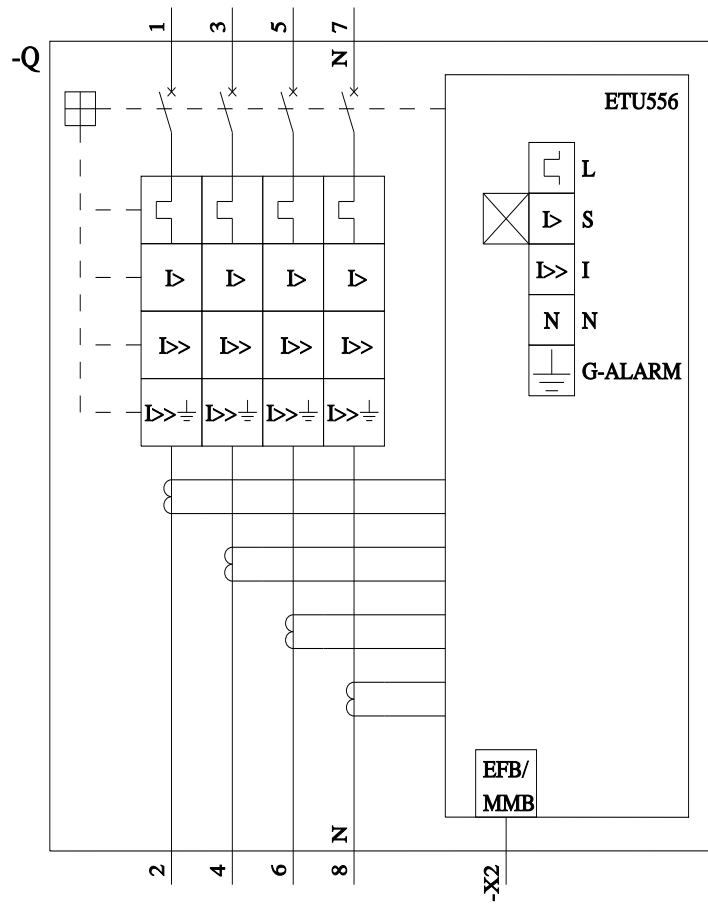 1 3 5 7
-Q
N
ETU556
L
I> S
I> I> I> I>
I>> I
I>> I>> I>> I>>
N N
I>> I>> I>> I>>
G-ALARM
EFB/
MMB
N
2 4 6 8
-X2